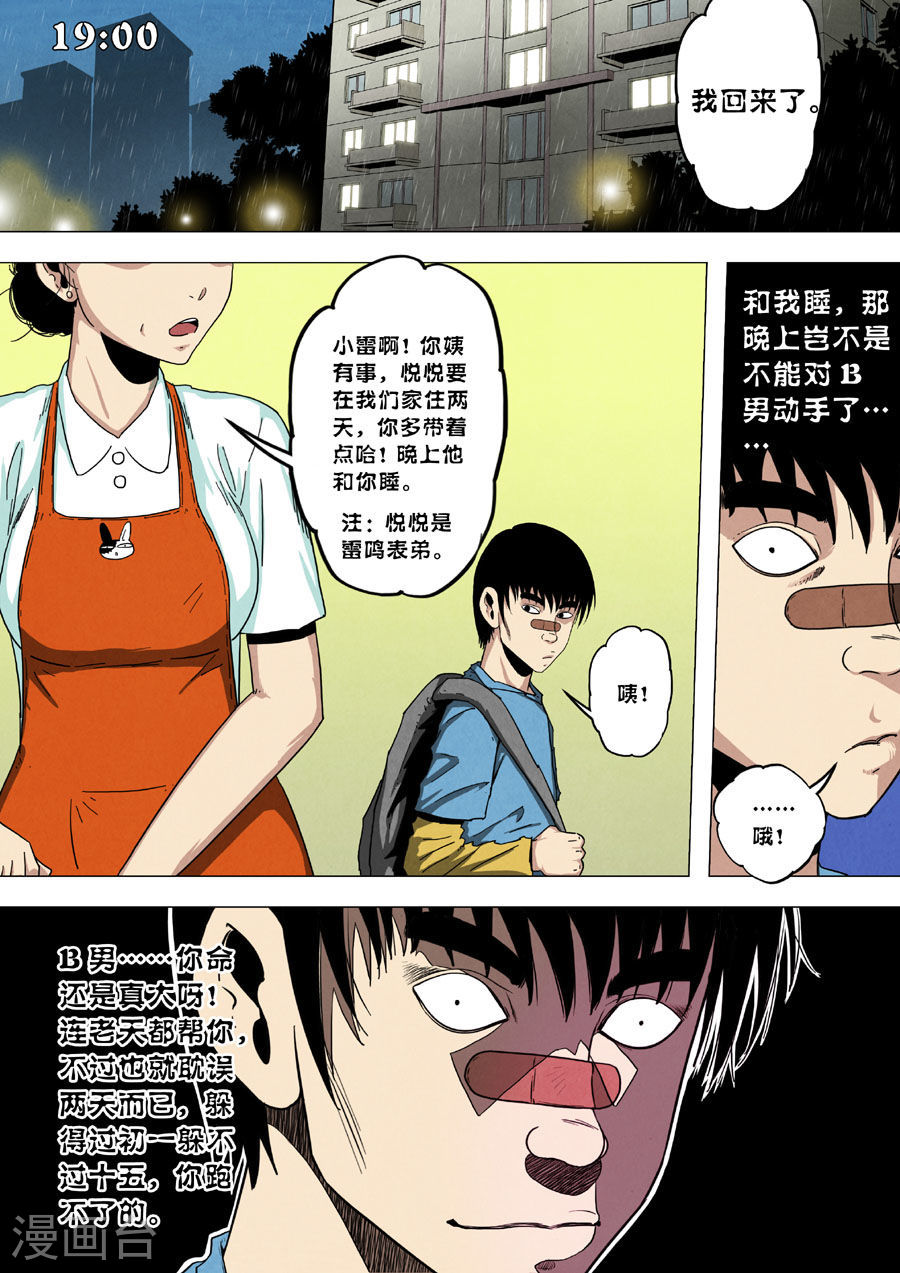 19:00
我回来了。
小雷啊！你姨
有事，悦悦要
在我们家住两
天，你多带着
点哈！晚上他
和你睡。
注：悦悦是
雷鸣表弟。
咦！
和我睡，那
晚上岂不是
不能对B
男动手了…
…
……
哦！
B男……你命
还是真大呀！
连老天都帮你，
不过也就耽误
两天而已，躲
得过初一躲不
过十五，你跑
不了的。
漫画台